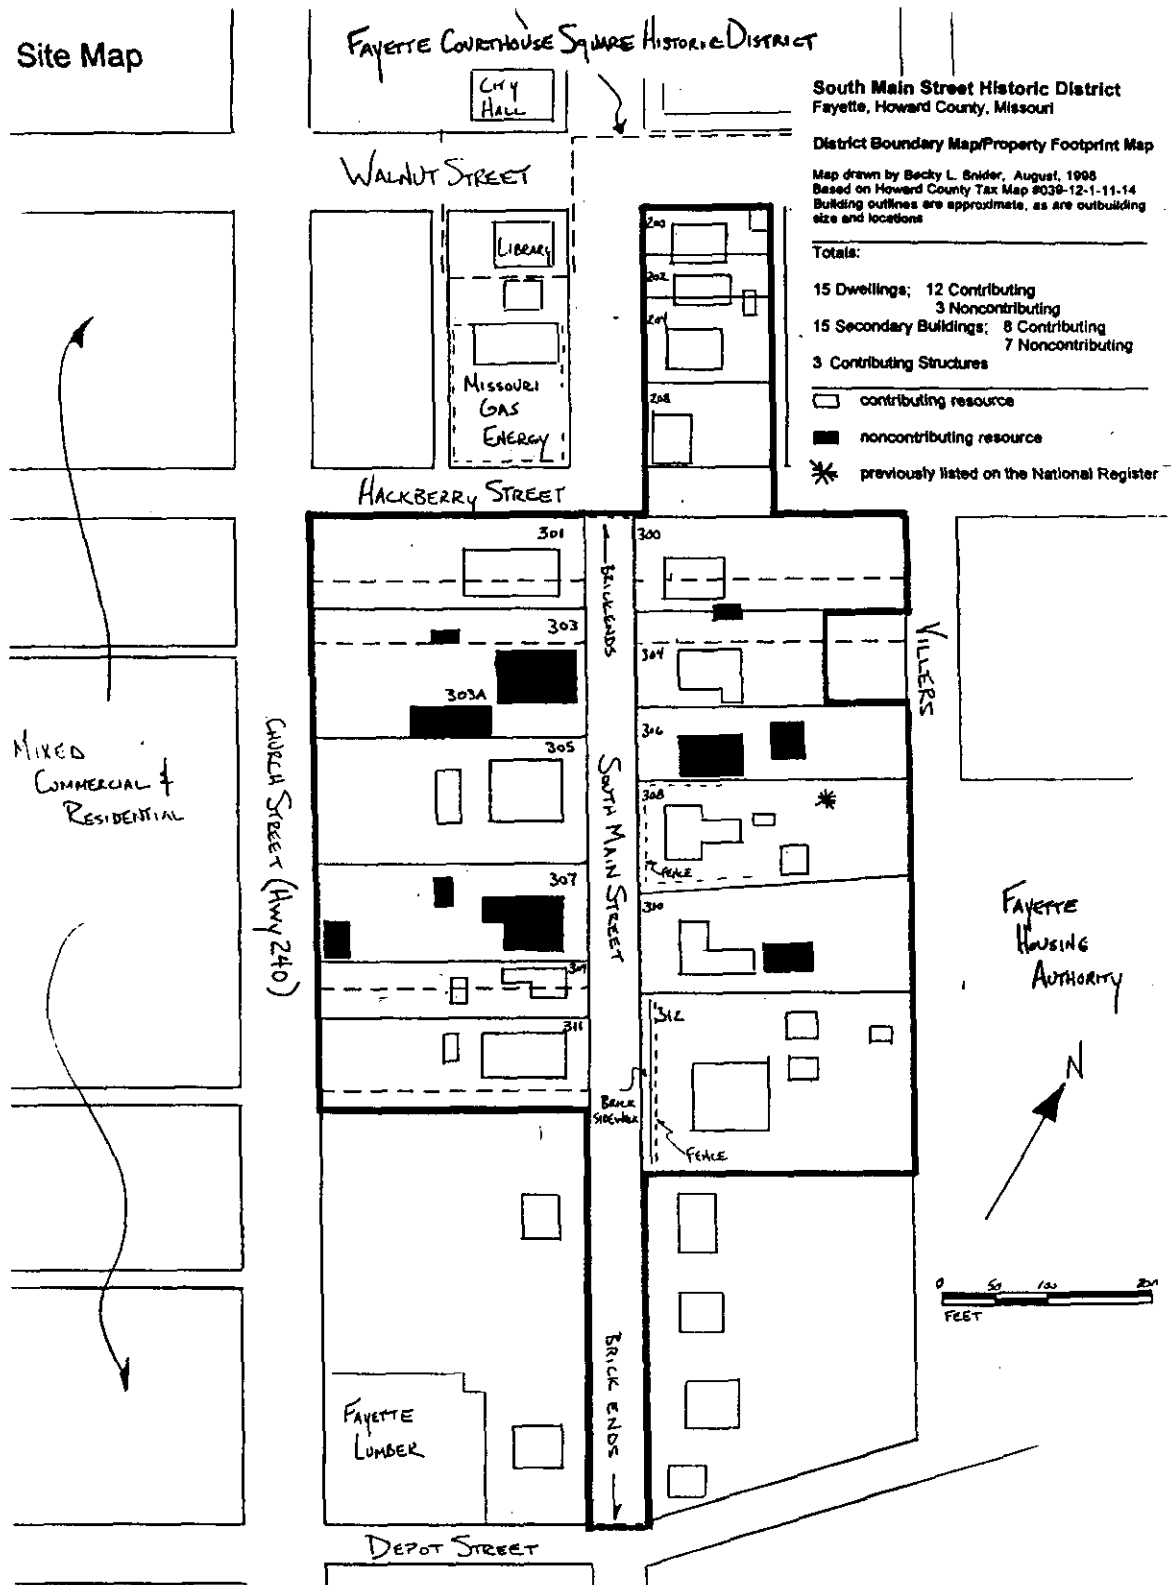 Site Map
FAYETTE COURTHOUSE SQUARE HISTORIC DISTRICT
CITY
HALL
South Main Street Historic District
Fayette, Howard County, Missouri
District Boundary Map/Property Footprint Map
Map drawn by Becky L. Snider, August, 1998
Based on Howard County Tax Map #039-12-1-11-14
Building outlines are approximate, as are outbuilding
size and locations
Totals:
15 Dwellings; 12 Contributing
3 Noncontributing
15 Secondary Buildings; 8 Contributing
7 Noncontributing
3 Contributing Structures
contributing resource
noncontributing resource
previously listed on the National Register
WALNUT STREET
LIBRARY
200
202
204
208
MISSOURI
GAS
ENERGY
HACKBERRY STREET
301
300
BRICK ENDS
303
304
303A
VILLERS
306
305
MIXED
COMMERCIAL &
RESIDENTIAL
CHURCH STREET (HWY 240)
SOUTH MAIN STREET
308
FENCE
307
310
FAYETTE
HOUSING
AUTHORITY
309
312
311
N
BRICK
SIDEWALK
FENCE
0 50 100 200
FEET
BRICK ENDS
FAYETTE
LUMBER
DEPOT STREET